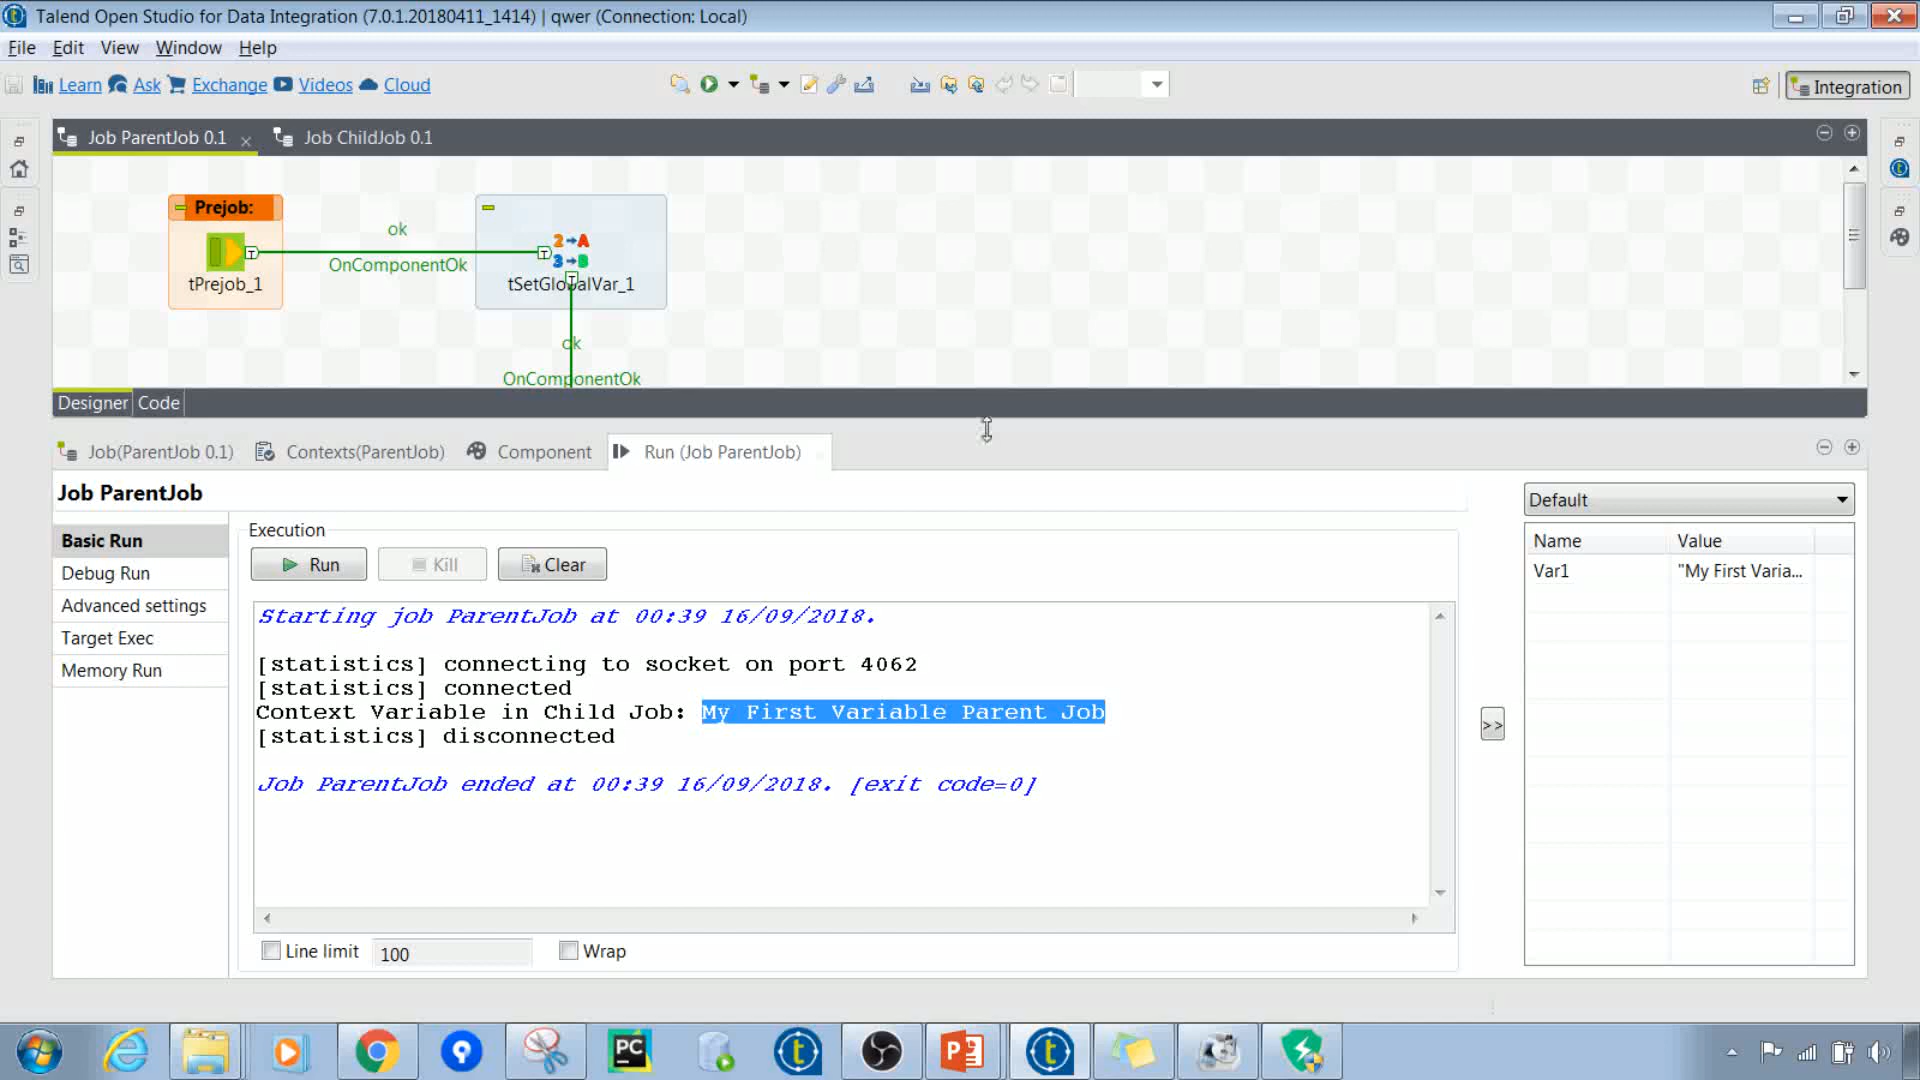 Talend Open Studio for Data Integration (7.0.1.20180411_1414) | qwer (Connection: Local)
File Edit View Window Help
Learn Ask Exchange Videos Cloud
Integration
Job ParentJob 0.1 Job ChildJob 0.1
Prejob:
ok
OnComponentOk
tPrejob_1
2 A
3 B
tSetGlobalVar_1
ok
OnComponentOk
Designer Code
Job(ParentJob 0.1) Contexts(ParentJob) Component Run (Job ParentJob)
Job ParentJob
Default
Basic Run
Debug Run
Advanced settings
Target Exec
Memory Run
Execution
Run Kill Clear
Starting job ParentJob at 00:39 16/09/2018.
[statistics] connecting to socket on port 4062
[statistics] connected
Context Variable in Child Job: My First Variable Parent Job
[statistics] disconnected
Job ParentJob ended at 00:39 16/09/2018. [exit code=0]
Line limit 100 Wrap
>>
Name Value
Var1 "My First Varia...
PC
P